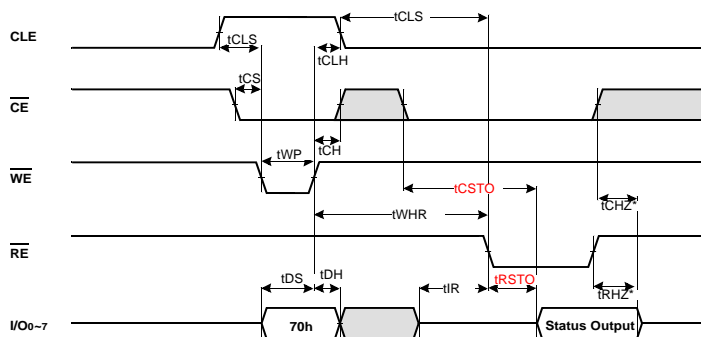 CLE
tCLS
tCLS
tCLH
tCS
CE
tCH
tWP
WE
tCSTO
tCHZ*
tWHR
RE
tRSTO
tRHZ*
tDS
tDH
tIR
I/O0~7
70h
Status Output